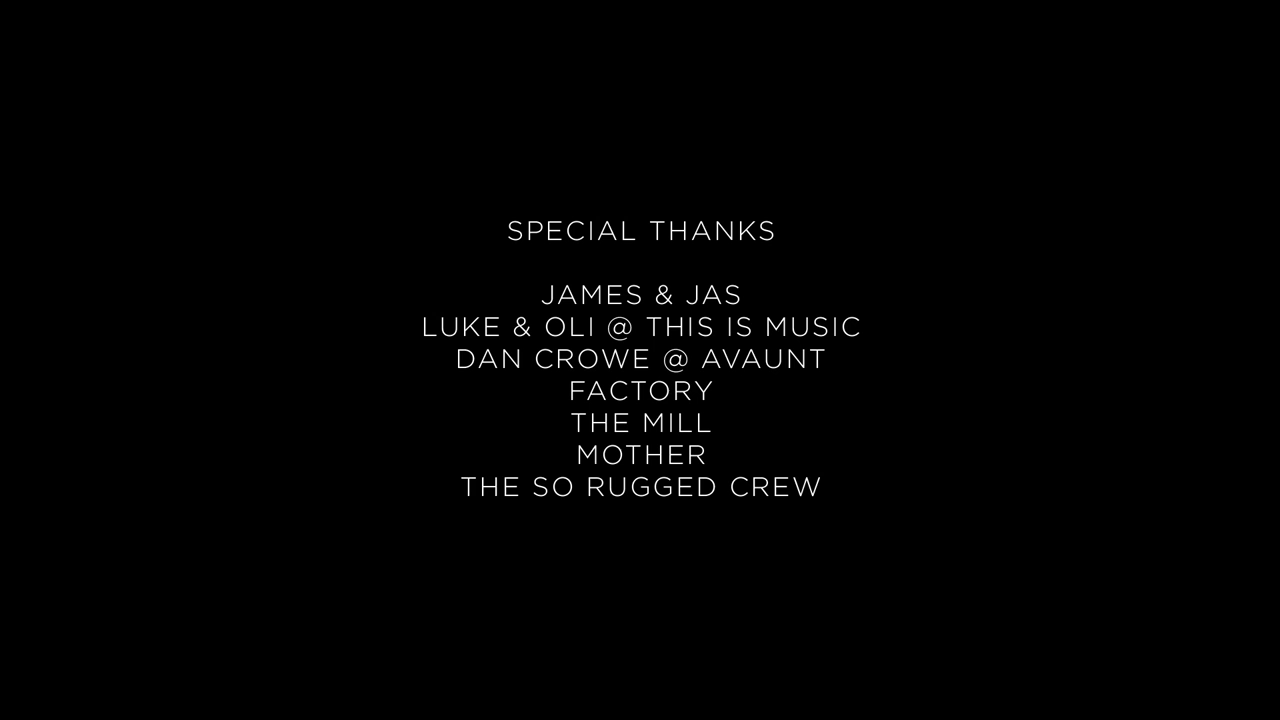 SPECIAL THANKS
JAMES & JAS
LUKE & OLI @ THIS IS MUSIC
DAN CROWE @ AVAUNT
FACTORY
THE MILL
MOTHER
THE SO RUGGED CREW